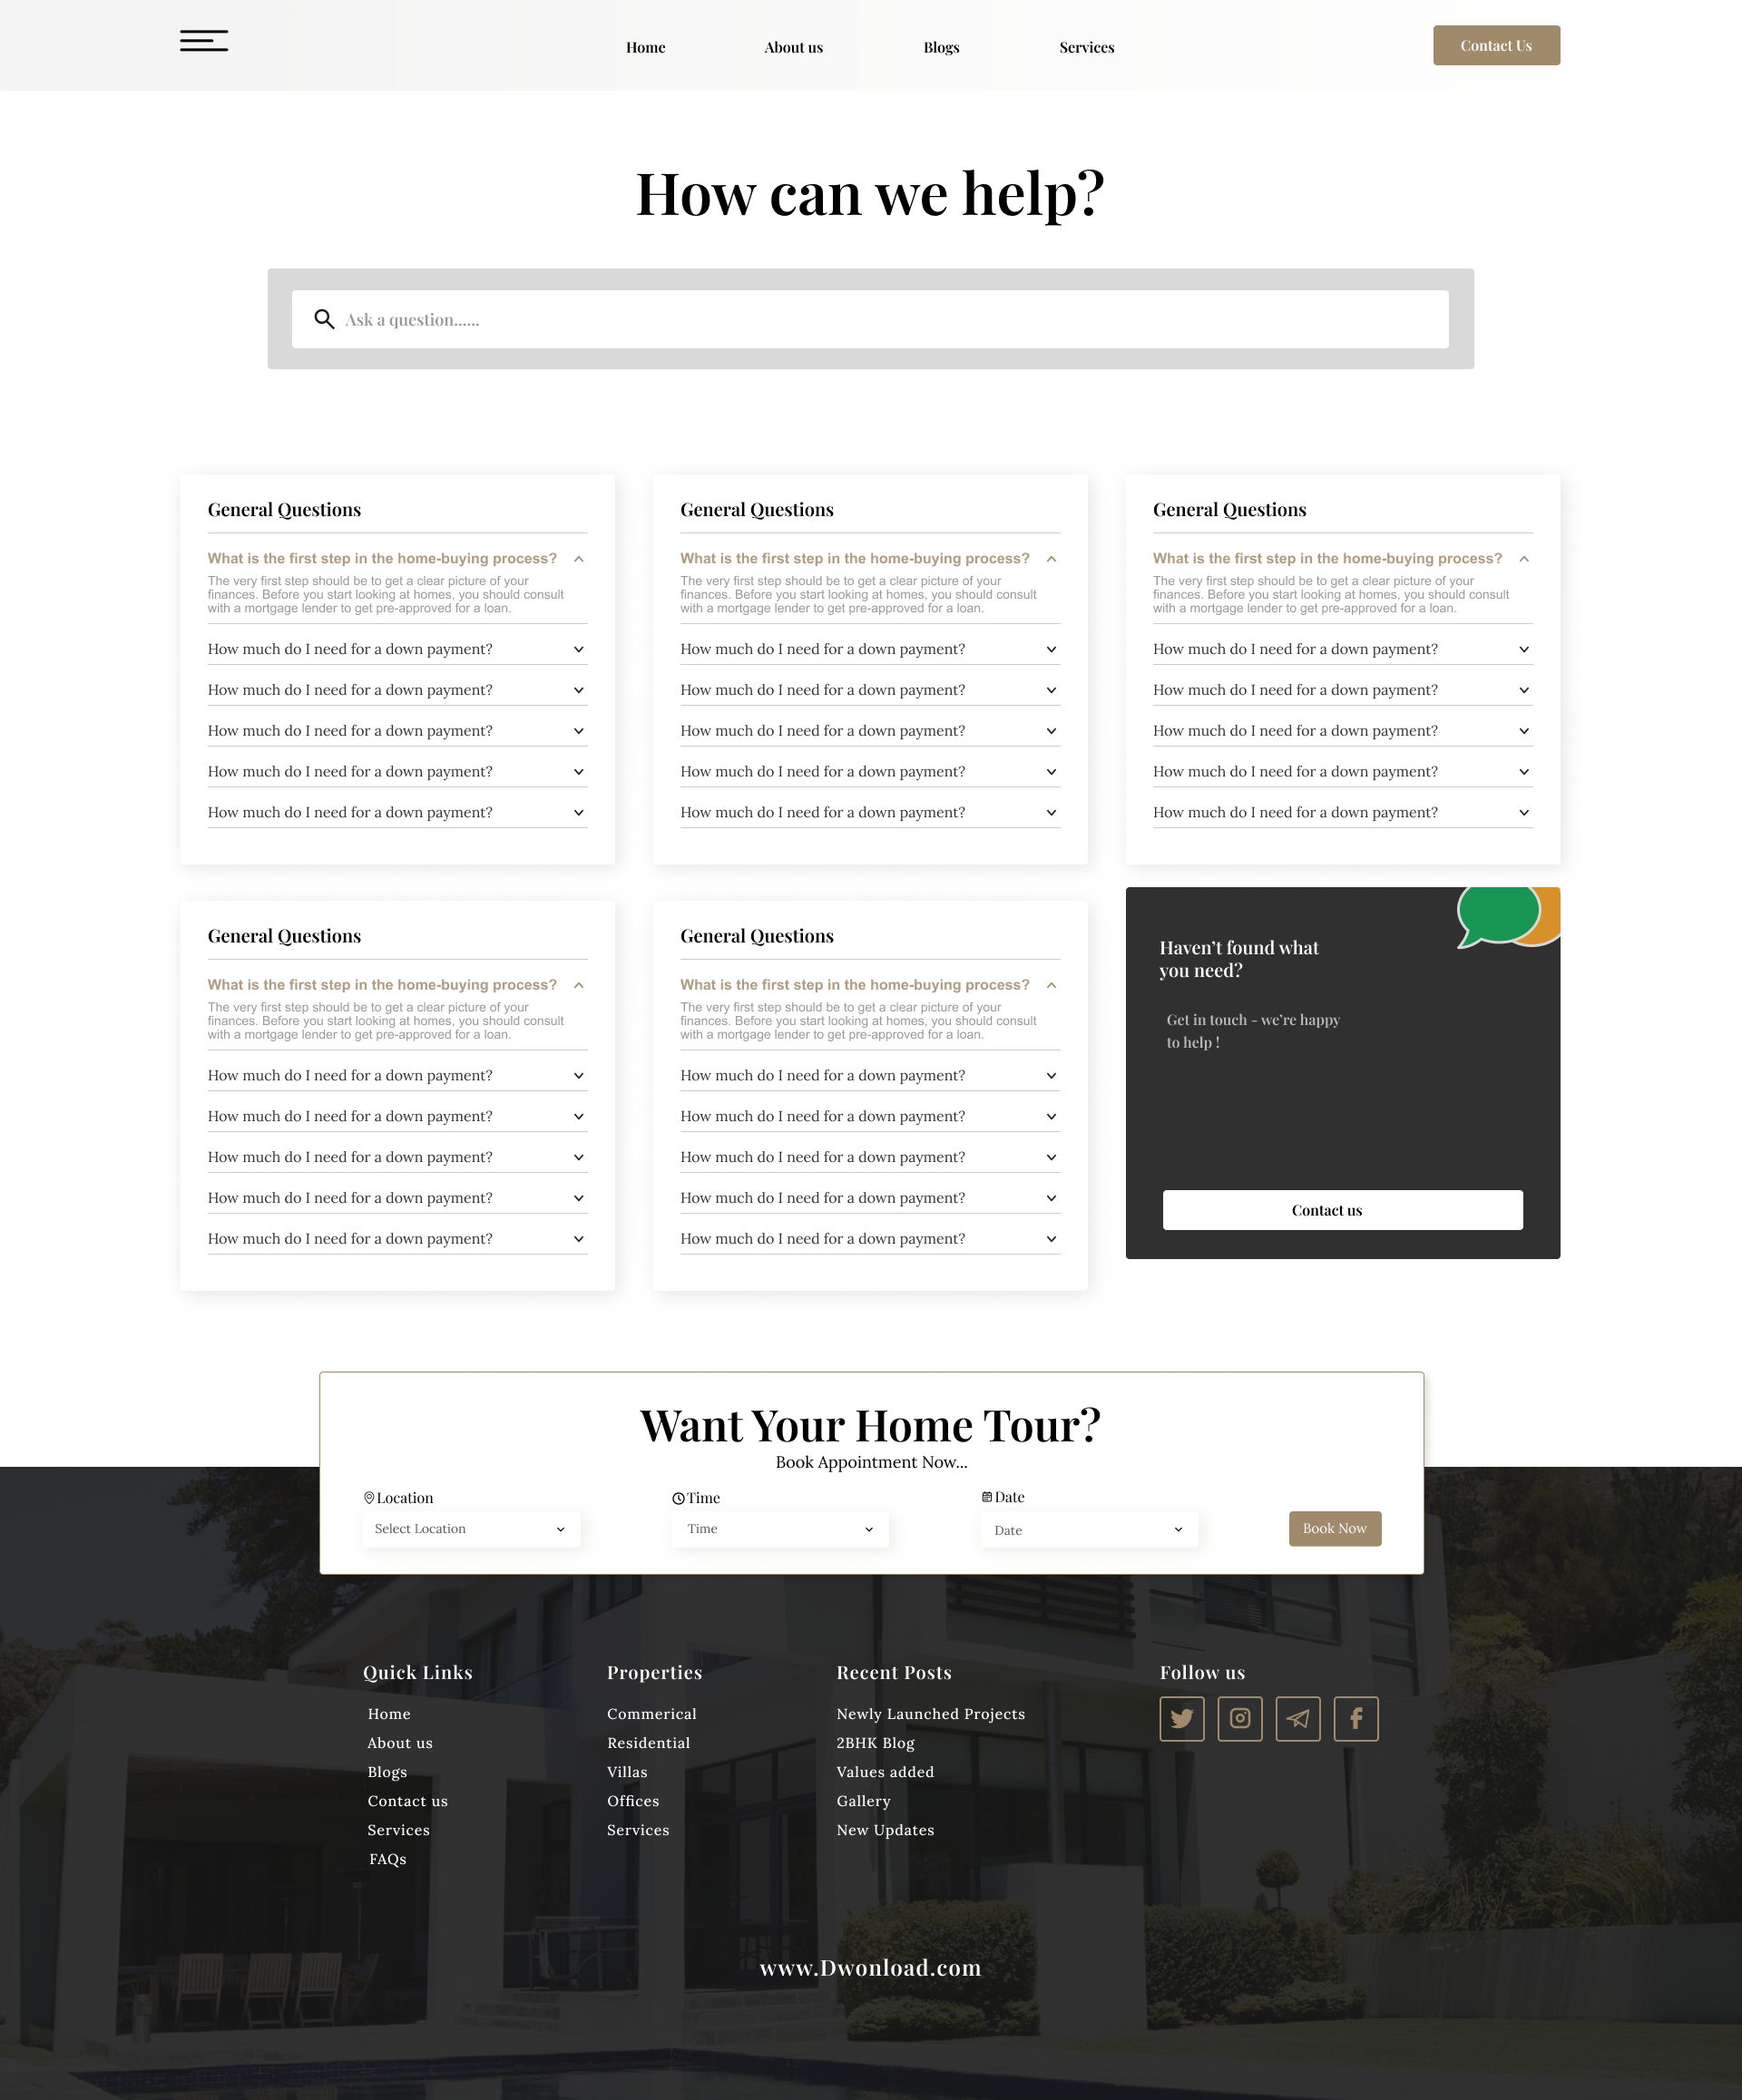 Home
About us
Blogs
Services
Contact Us
How can we help?
Ask a question......
General Questions
What is the first step in the home-buying process?
The very first step should be to get a clear picture of your
finances. Before you start looking at homes, you should consult
with a mortgage lender to get pre-approved for a loan.
How much do I need for a down payment?
How much do I need for a down payment?
How much do I need for a down payment?
How much do I need for a down payment?
How much do I need for a down payment?
General Questions
What is the first step in the home-buying process?
The very first step should be to get a clear picture of your
finances. Before you start looking at homes, you should consult
with a mortgage lender to get pre-approved for a loan.
How much do I need for a down payment?
How much do I need for a down payment?
How much do I need for a down payment?
How much do I need for a down payment?
How much do I need for a down payment?
General Questions
What is the first step in the home-buying process?
The very first step should be to get a clear picture of your
finances. Before you start looking at homes, you should consult
with a mortgage lender to get pre-approved for a loan.
How much do I need for a down payment?
How much do I need for a down payment?
How much do I need for a down payment?
How much do I need for a down payment?
How much do I need for a down payment?
General Questions
What is the first step in the home-buying process?
The very first step should be to get a clear picture of your
finances. Before you start looking at homes, you should consult
with a mortgage lender to get pre-approved for a loan.
How much do I need for a down payment?
How much do I need for a down payment?
How much do I need for a down payment?
How much do I need for a down payment?
How much do I need for a down payment?
General Questions
What is the first step in the home-buying process?
The very first step should be to get a clear picture of your
finances. Before you start looking at homes, you should consult
with a mortgage lender to get pre-approved for a loan.
How much do I need for a down payment?
How much do I need for a down payment?
How much do I need for a down payment?
How much do I need for a down payment?
How much do I need for a down payment?
Haven’t found what
you need?
Get in touch - we’re happy
to help !
Contact us
Want Your Home Tour?
Book Appointment Now...
Location
Select Location
Time
Time
Date
Date
Book Now
Quick Links
Home
About us
Blogs
Contact us
Services
FAQs
Properties
Commerical
Residential
Villas
Offices
Services
Recent Posts
Newly Launched Projects
2BHK Blog
Values added
Gallery
New Updates
Follow us
www.Dwonload.com